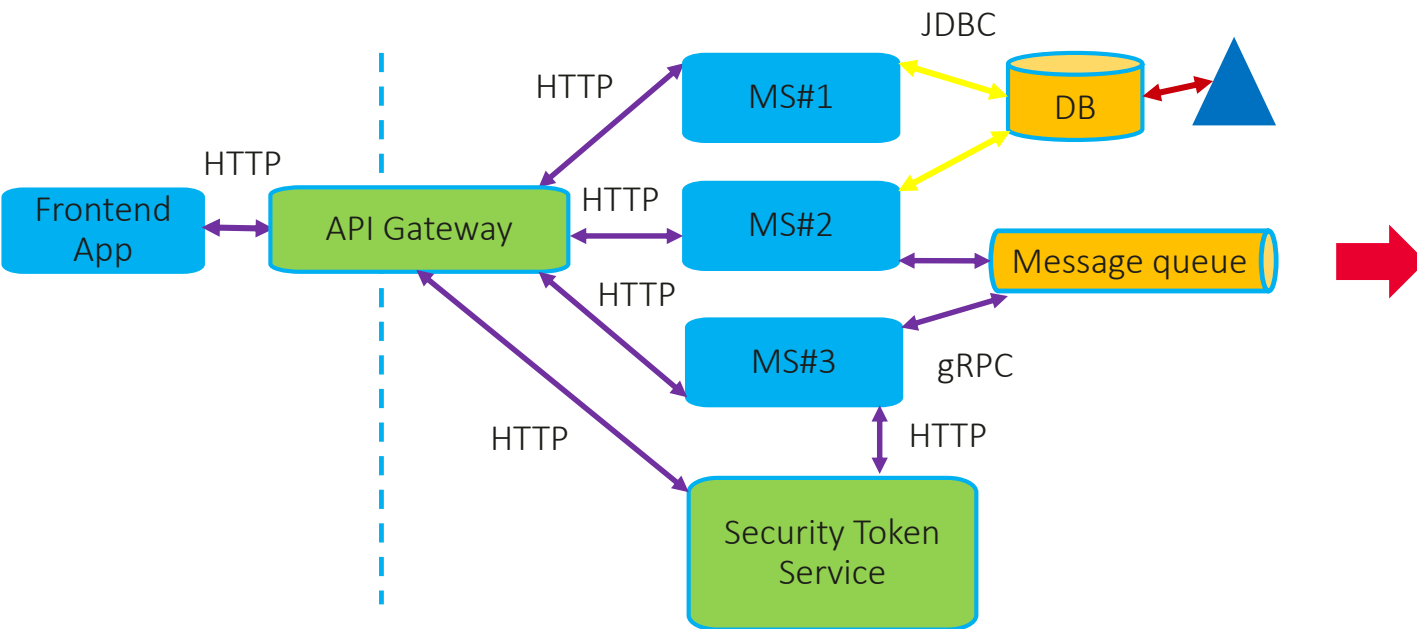 JDBC
HTTP
MS#1
DB
HTTP
Frontend
App
API Gateway
HTTP
MS#2
Message queue
HTTP
MS#3
gRPC
HTTP
HTTP
Security Token
Service